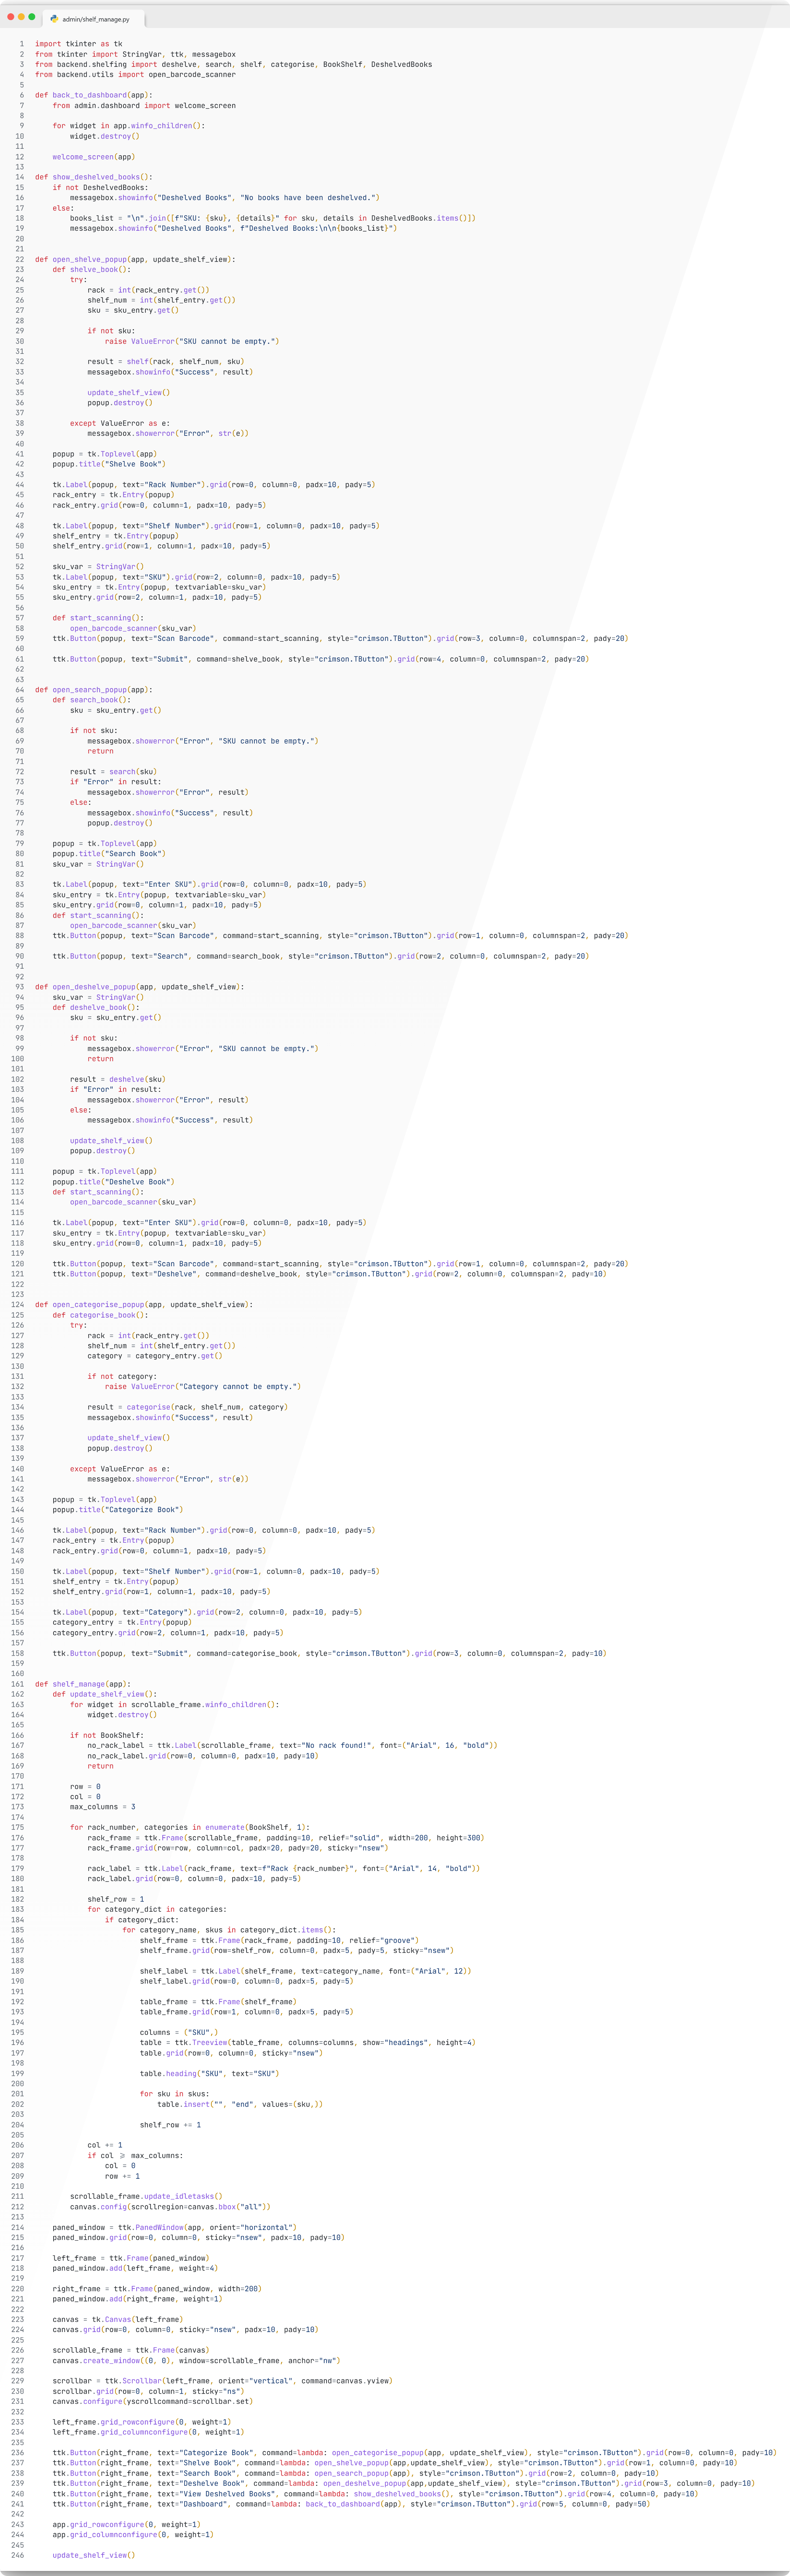 admin/shelf_manage.py
1 import tkinter as tk
2 from tkinter import StringVar, ttk, messagebox
3 from backend.shelfing import deshelve, search, shelf, categorise, BookShelf, DeshelvedBooks
4 from backend.utils import open_barcode_scanner
5
6 def back_to_dashboard(app):
7     from admin.dashboard import welcome_screen
8
9     for widget in app.winfo_children():
10         widget.destroy()
11
12     welcome_screen(app)
13
14 def show_deshelved_books():
15     if not DeshelvedBooks:
16         messagebox.showinfo("Deshelved Books", "No books have been deshelved.")
17     else:
18         books_list = "\n".join([f"SKU: {sku}, {details}" for sku, details in DeshelvedBooks.items()])
19         messagebox.showinfo("Deshelved Books", f"Deshelved Books:\n\n{books_list}")
20
21
22 def open_shelve_popup(app, update_shelf_view):
23     def shelve_book():
24         try:
25             rack = int(rack_entry.get())
26             shelf_num = int(shelf_entry.get())
27             sku = sku_entry.get()
28
29             if not sku:
30                 raise ValueError("SKU cannot be empty.")
31
32             result = shelf(rack, shelf_num, sku)
33             messagebox.showinfo("Success", result)
34
35             update_shelf_view()
36             popup.destroy()
37
38         except ValueError as e:
39             messagebox.showerror("Error", str(e))
40
41     popup = tk.Toplevel(app)
42     popup.title("Shelve Book")
43
44     tk.Label(popup, text="Rack Number").grid(row=0, column=0, padx=10, pady=5)
45     rack_entry = tk.Entry(popup)
46     rack_entry.grid(row=0, column=1, padx=10, pady=5)
47
48     tk.Label(popup, text="Shelf Number").grid(row=1, column=0, padx=10, pady=5)
49     shelf_entry = tk.Entry(popup)
50     shelf_entry.grid(row=1, column=1, padx=10, pady=5)
51
52     sku_var = StringVar()
53     tk.Label(popup, text="SKU").grid(row=2, column=0, padx=10, pady=5)
54     sku_entry = tk.Entry(popup, textvariable=sku_var)
55     sku_entry.grid(row=2, column=1, padx=10, pady=5)
56
57     def start_scanning():
58         open_barcode_scanner(sku_var)
59     ttk.Button(popup, text="Scan Barcode", command=start_scanning, style="crimson.TButton").grid(row=3, column=0, columnspan=2, pady=20)
60
61     ttk.Button(popup, text="Submit", command=shelve_book, style="crimson.TButton").grid(row=4, column=0, columnspan=2, pady=20)
62
63
64 def open_search_popup(app):
65     def search_book():
66         sku = sku_entry.get()
67
68         if not sku:
69             messagebox.showerror("Error", "SKU cannot be empty.")
70             return
71
72         result = search(sku)
73         if "Error" in result:
74             messagebox.showerror("Error", result)
75         else:
76             messagebox.showinfo("Success", result)
77             popup.destroy()
78
79     popup = tk.Toplevel(app)
80     popup.title("Search Book")
81     sku_var = StringVar()
82
83     tk.Label(popup, text="Enter SKU").grid(row=0, column=0, padx=10, pady=5)
84     sku_entry = tk.Entry(popup, textvariable=sku_var)
85     sku_entry.grid(row=0, column=1, padx=10, pady=5)
86     def start_scanning():
87         open_barcode_scanner(sku_var)
88     ttk.Button(popup, text="Scan Barcode", command=start_scanning, style="crimson.TButton").grid(row=1, column=0, columnspan=2, pady=20)
89
90     ttk.Button(popup, text="Search", command=search_book, style="crimson.TButton").grid(row=2, column=0, columnspan=2, pady=20)
91
92
93 def open_deshelve_popup(app, update_shelf_view):
94     sku_var = StringVar()
95     def deshelve_book():
96         sku = sku_entry.get()
97
98         if not sku:
99             messagebox.showerror("Error", "SKU cannot be empty.")
100             return
101
102         result = deshelve(sku)
103         if "Error" in result:
104             messagebox.showerror("Error", result)
105         else:
106             messagebox.showinfo("Success", result)
107
108         update_shelf_view()
109         popup.destroy()
110
111     popup = tk.Toplevel(app)
112     popup.title("Deshelve Book")
113     def start_scanning():
114         open_barcode_scanner(sku_var)
115
116     tk.Label(popup, text="Enter SKU").grid(row=0, column=0, padx=10, pady=5)
117     sku_entry = tk.Entry(popup, textvariable=sku_var)
118     sku_entry.grid(row=0, column=1, padx=10, pady=5)
119
120     ttk.Button(popup, text="Scan Barcode", command=start_scanning, style="crimson.TButton").grid(row=1, column=0, columnspan=2, pady=20)
121     ttk.Button(popup, text="Deshelve", command=deshelve_book, style="crimson.TButton").grid(row=2, column=0, columnspan=2, pady=10)
122
123
124 def open_categorise_popup(app, update_shelf_view):
125     def categorise_book():
126         try:
127             rack = int(rack_entry.get())
128             shelf_num = int(shelf_entry.get())
129             category = category_entry.get()
130
131             if not category:
132                 raise ValueError("Category cannot be empty.")
133
134             result = categorise(rack, shelf_num, category)
135             messagebox.showinfo("Success", result)
136
137             update_shelf_view()
138             popup.destroy()
139
140         except ValueError as e:
141             messagebox.showerror("Error", str(e))
142
143     popup = tk.Toplevel(app)
144     popup.title("Categorize Book")
145
146     tk.Label(popup, text="Rack Number").grid(row=0, column=0, padx=10, pady=5)
147     rack_entry = tk.Entry(popup)
148     rack_entry.grid(row=0, column=1, padx=10, pady=5)
149
150     tk.Label(popup, text="Shelf Number").grid(row=1, column=0, padx=10, pady=5)
151     shelf_entry = tk.Entry(popup)
152     shelf_entry.grid(row=1, column=1, padx=10, pady=5)
153
154     tk.Label(popup, text="Category").grid(row=2, column=0, padx=10, pady=5)
155     category_entry = tk.Entry(popup)
156     category_entry.grid(row=2, column=1, padx=10, pady=5)
157
158     ttk.Button(popup, text="Submit", command=categorise_book, style="crimson.TButton").grid(row=3, column=0, columnspan=2, pady=10)
159
160
161 def shelf_manage(app):
162     def update_shelf_view():
163         for widget in scrollable_frame.winfo_children():
164             widget.destroy()
165
166         if not BookShelf:
167             no_rack_label = ttk.Label(scrollable_frame, text="No rack found!", font=("Arial", 16, "bold"))
168             no_rack_label.grid(row=0, column=0, padx=10, pady=10)
169             return
170
171         row = 0
172         col = 0
173         max_columns = 3
174
175         for rack_number, categories in enumerate(BookShelf, 1):
176             rack_frame = ttk.Frame(scrollable_frame, padding=10, relief="solid", width=200, height=300)
177             rack_frame.grid(row=row, column=col, padx=20, pady=20, sticky="nsew")
178
179             rack_label = ttk.Label(rack_frame, text=f"Rack {rack_number}", font=("Arial", 14, "bold"))
180             rack_label.grid(row=0, column=0, padx=10, pady=5)
181
182             shelf_row = 1
183             for category_dict in categories:
184                 if category_dict:
185                     for category_name, skus in category_dict.items():
186                         shelf_frame = ttk.Frame(rack_frame, padding=10, relief="groove")
187                         shelf_frame.grid(row=shelf_row, column=0, padx=5, pady=5, sticky="nsew")
188
189                         shelf_label = ttk.Label(shelf_frame, text=category_name, font=("Arial", 12))
190                         shelf_label.grid(row=0, column=0, padx=5, pady=5)
191
192                         table_frame = ttk.Frame(shelf_frame)
193                         table_frame.grid(row=1, column=0, padx=5, pady=5)
194
195                         columns = ("SKU",)
196                         table = ttk.Treeview(table_frame, columns=columns, show="headings", height=4)
197                         table.grid(row=0, column=0, sticky="nsew")
198
199                         table.heading("SKU", text="SKU")
200
201                         for sku in skus:
202                             table.insert("", "end", values=(sku,))
203
204                         shelf_row += 1
205
206             col += 1
207             if col >= max_columns:
208                 col = 0
209                 row += 1
210
211         scrollable_frame.update_idletasks()
212         canvas.config(scrollregion=canvas.bbox("all"))
213
214     paned_window = ttk.PanedWindow(app, orient="horizontal")
215     paned_window.grid(row=0, column=0, sticky="nsew", padx=10, pady=10)
216
217     left_frame = ttk.Frame(paned_window)
218     paned_window.add(left_frame, weight=4)
219
220     right_frame = ttk.Frame(paned_window, width=200)
221     paned_window.add(right_frame, weight=1)
222
223     canvas = tk.Canvas(left_frame)
224     canvas.grid(row=0, column=0, sticky="nsew", padx=10, pady=10)
225
226     scrollable_frame = ttk.Frame(canvas)
227     canvas.create_window((0, 0), window=scrollable_frame, anchor="nw")
228
229     scrollbar = ttk.Scrollbar(left_frame, orient="vertical", command=canvas.yview)
230     scrollbar.grid(row=0, column=1, sticky="ns")
231     canvas.configure(yscrollcommand=scrollbar.set)
232
233     left_frame.grid_rowconfigure(0, weight=1)
234     left_frame.grid_columnconfigure(0, weight=1)
235
236     ttk.Button(right_frame, text="Categorize Book", command=lambda: open_categorise_popup(app, update_shelf_view), style="crimson.TButton").grid(row=0, column=0, pady=10)
237     ttk.Button(right_frame, text="Shelve Book", command=lambda: open_shelve_popup(app,update_shelf_view), style="crimson.TButton").grid(row=1, column=0, pady=10)
238     ttk.Button(right_frame, text="Search Book", command=lambda: open_search_popup(app), style="crimson.TButton").grid(row=2, column=0, pady=10)
239     ttk.Button(right_frame, text="Deshelve Book", command=lambda: open_deshelve_popup(app,update_shelf_view), style="crimson.TButton").grid(row=3, column=0, pady=10)
240     ttk.Button(right_frame, text="View Deshelved Books", command=lambda: show_deshelved_books(), style="crimson.TButton").grid(row=4, column=0, pady=10)
241     ttk.Button(right_frame, text="Dashboard", command=lambda: back_to_dashboard(app), style="crimson.TButton").grid(row=5, column=0, pady=50)
242
243     app.grid_rowconfigure(0, weight=1)
244     app.grid_columnconfigure(0, weight=1)
245
246     update_shelf_view()